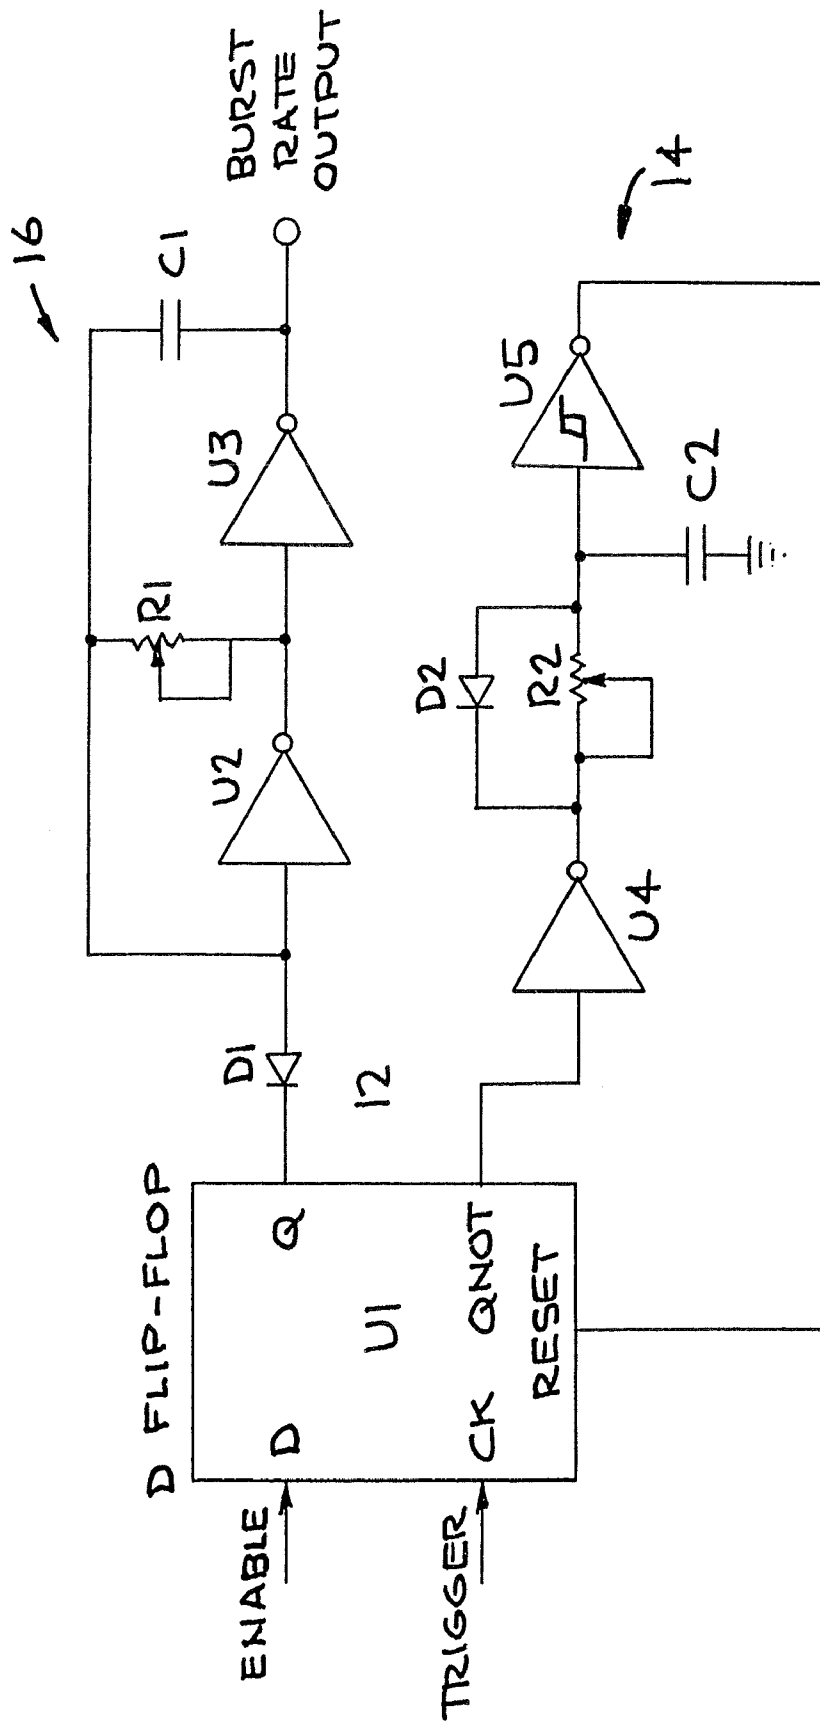 16
C1
BURST
RATE
OUTPUT
R1
U3
U2
D FLIP-FLOP
D1
12
ENABLE
D
Q
U1
TRIGGER
CK
QNOT
RESET
D2
R2
U5
14
C2
U4